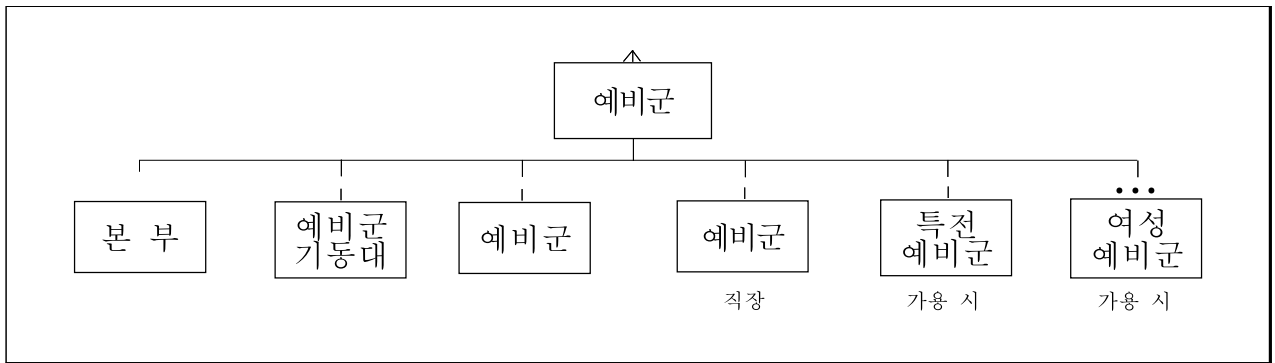 예비군
본 부
예비군
기동대
예비군
예비군
직장
특전
예비군
가용 시
여성
예비군
가용 시